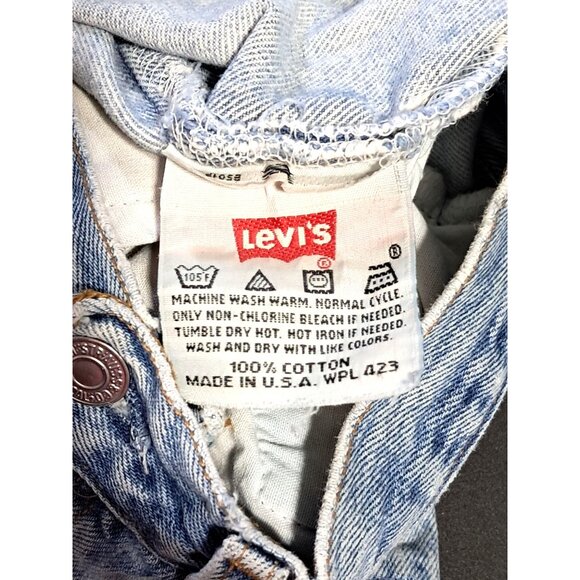 LEVI'S
®
®
105°F
MACHINE WASH WARM. NORMAL CYCLE.
ONLY NON-CHLORINE BLEACH IF NEEDED.
TUMBLE DRY HOT. HOT IRON IF NEEDED.
WASH AND DRY WITH LIKE COLORS.
100% COTTON
MADE IN U.S.A. WPL 423